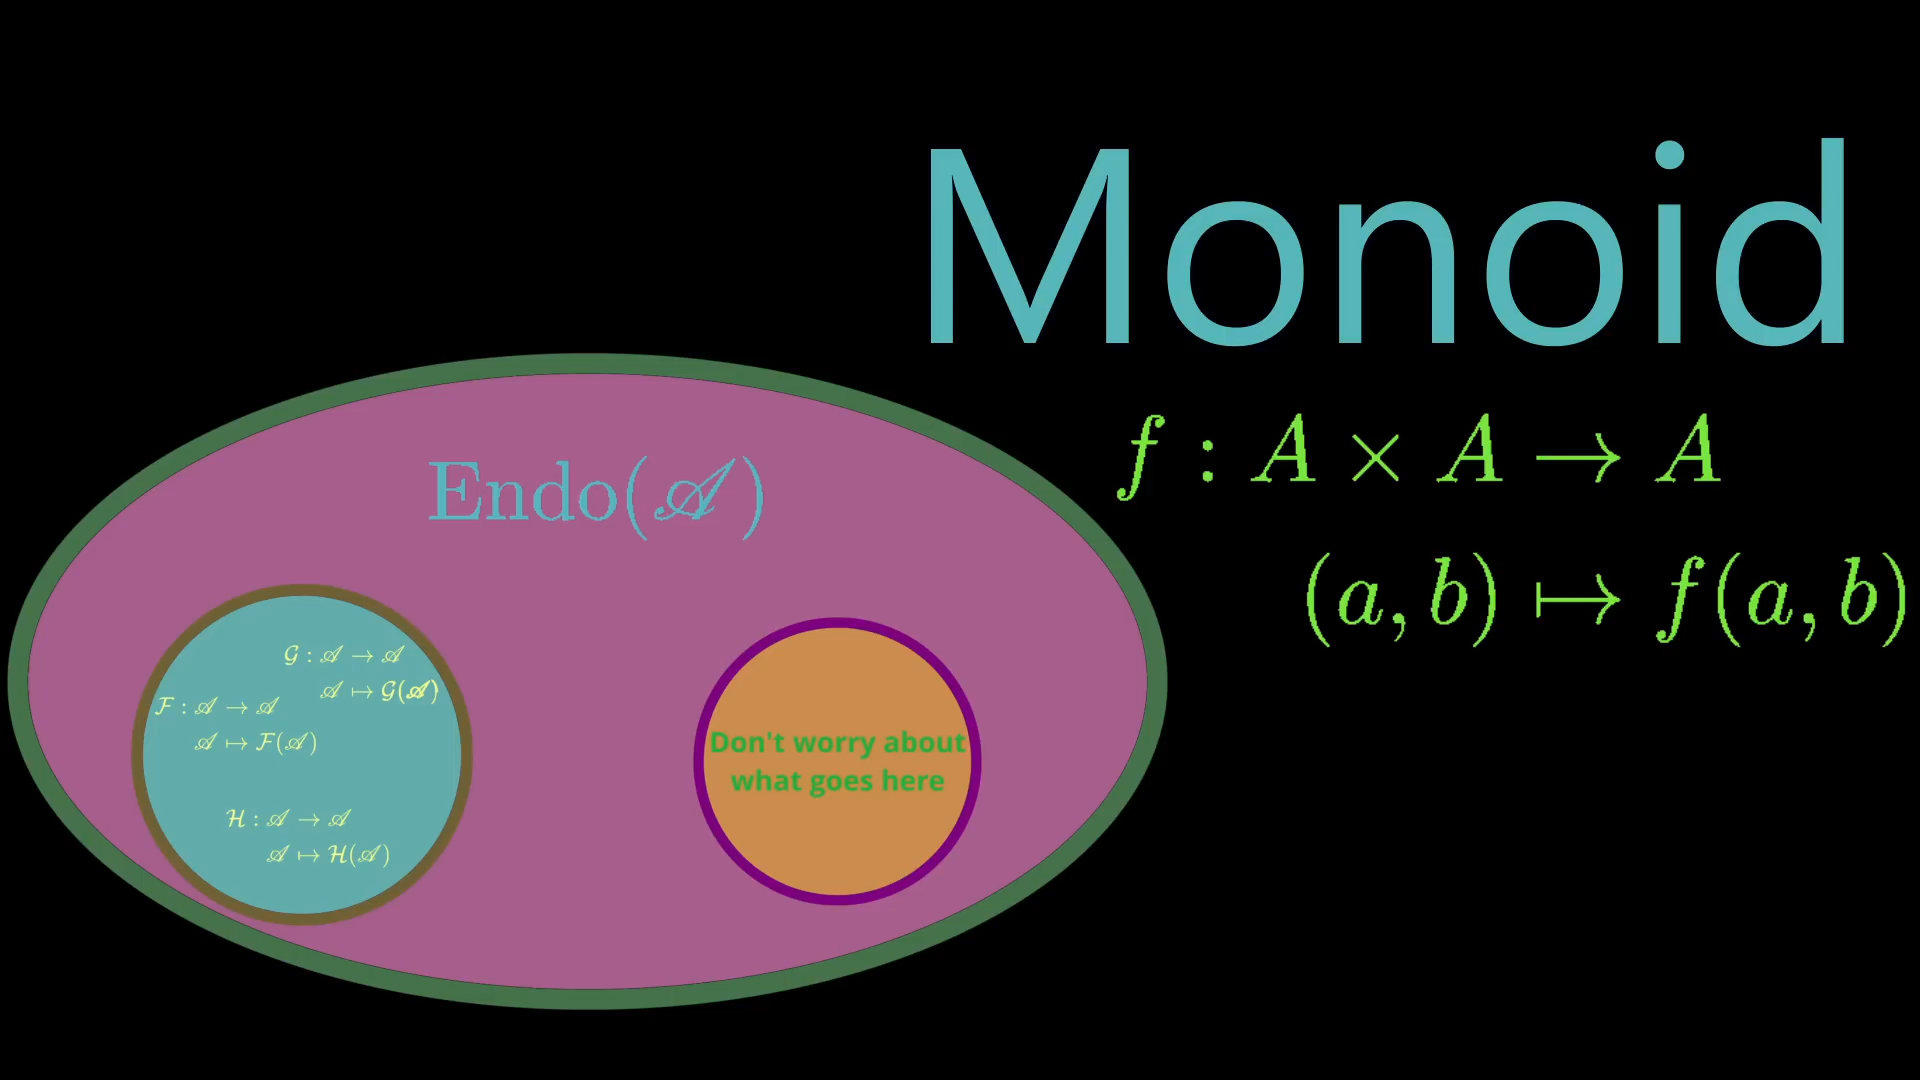 Monoid
f : A × A → A
(a, b) ↦ f(a, b)
Endo(𝒜)
𝒢 : 𝒜 → 𝒜
𝒜 ↦ 𝒢(𝒜)
ℱ : 𝒜 → 𝒜
𝒜 ↦ ℱ(𝒜)
ℋ : 𝒜 → 𝒜
𝒜 ↦ ℋ(𝒜)
Don't worry about
what goes here